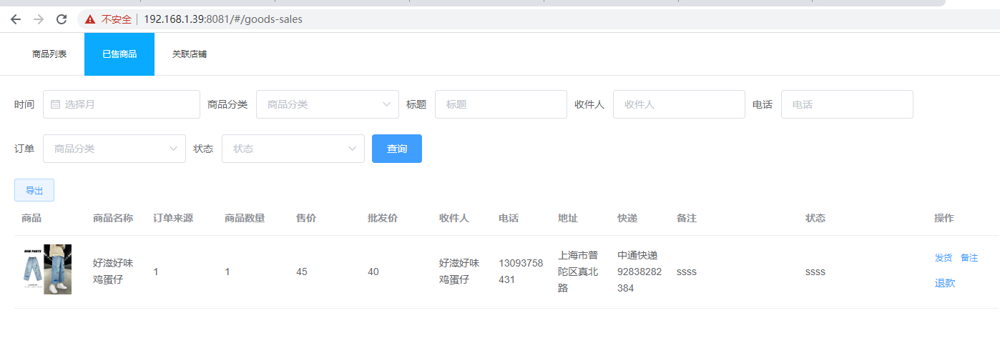 不安全 192.168.1.39:8081/#/goods-sales
商品列表 已售商品 关联店铺
时间 选择月 商品分类 商品分类 标题 标题 收件人 收件人 电话 电话
订单 商品分类 状态 状态 查询
导出
商品 商品名称 订单来源 商品数量 售价 批发价 收件人 电话 地址 快递 备注 状态 操作
NEW PANTS
好滋好味
鸡蛋仔
1
1
45
40
好滋好味
鸡蛋仔
13093758
431
上海市普
陀区真北
路
中通快递
92838282
384
ssss
ssss
发货 备注
退款